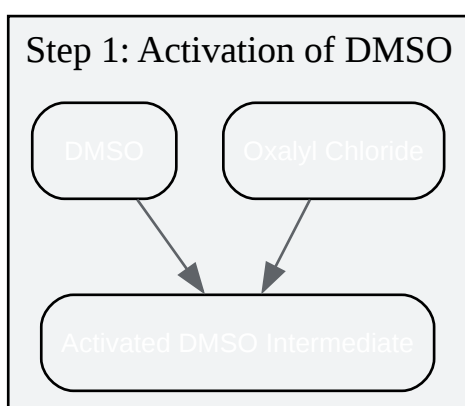 Step 1: Activation of DMSO
DMSO
Oxalyl Chloride
Activated DMSO Intermediate